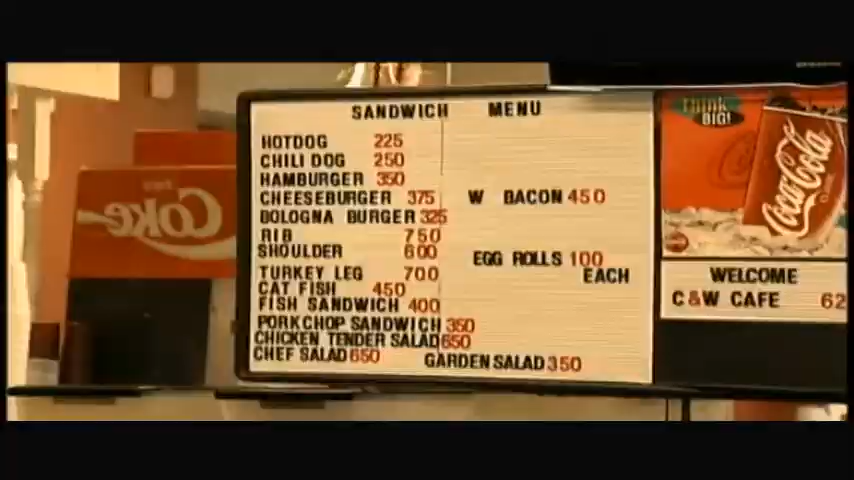 SANDWICH MENU
HOTDOG 225
CHILI DOG 250
HAMBURGER 350
CHEESEBURGER 375 W BACON 450
BOLOGNA BURGER 325
RIB 750
SHOULDER 600 EGG ROLLS 100
TURKEY LEG 700 EACH
CAT FISH 450
FISH SANDWICH 400
PORKCHOP SANDWICH 350
CHICKEN TENDER SALAD 650
CHEF SALAD 650 GARDEN SALAD 350
Think
BIG!
Coca-Cola
CLASSIC
WELCOME
C&W CAFE 62
Coke